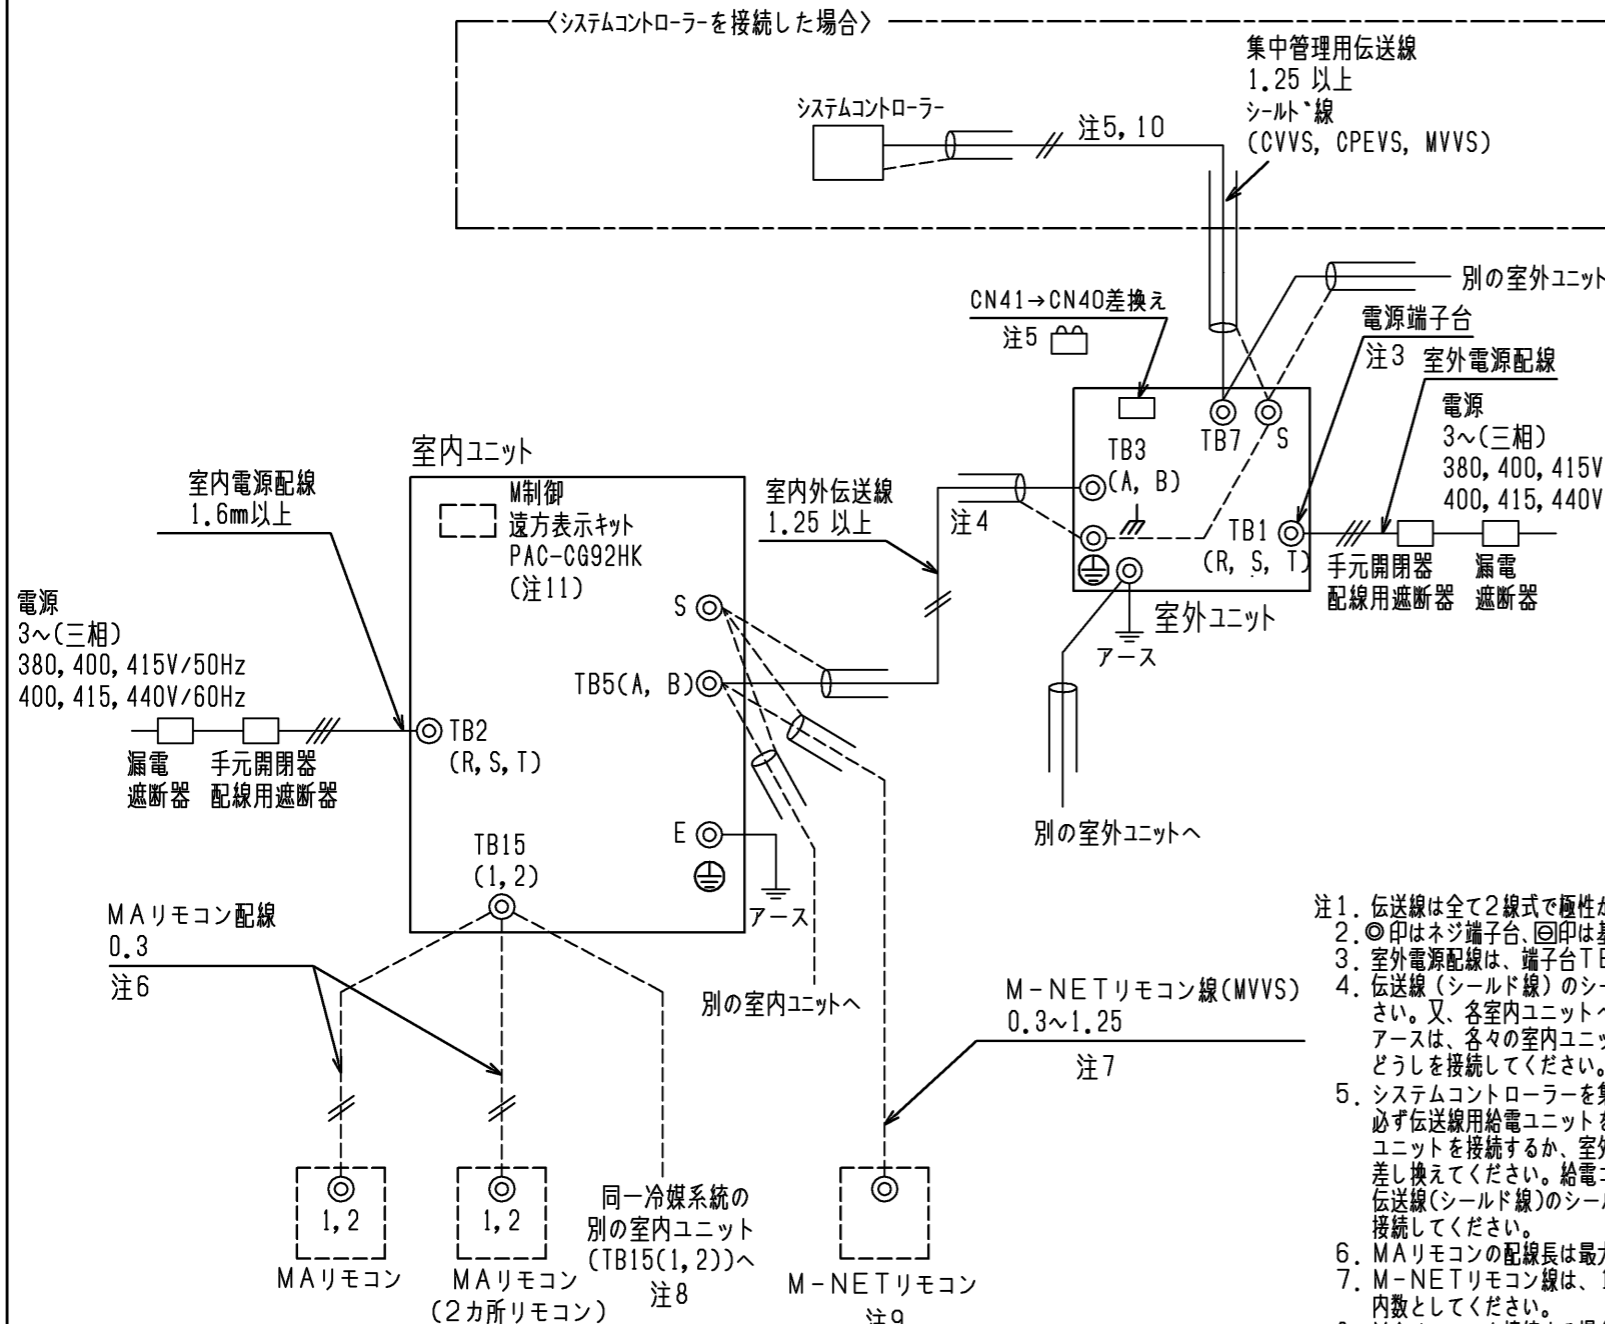 〈システムコントローラーを接続した場合〉
集中管理用伝送線
1.25 以上
シールド線
(CVVS, CPEVS, MVVS)
システムコントローラー
注5, 10
別の室外ユニット
CN41→CN40差換え
注5
電源端子台
注3
室外電源配線
電源
3~(三相)
380, 400, 415V
400, 415, 440V
TB3
(A, B)
TB7
S
TB1
(R, S, T)
手元開閉器
配線用遮断器
漏電
遮断器
室外ユニット
アース
別の室外ユニットへ
室内ユニット
M制御
遠方表示キット
PAC-CG92HK
(注11)
室内電源配線
1.6㎜以上
室内外伝送線
1.25 以上
注4
電源
3~(三相)
380, 400, 415V/50Hz
400, 415, 440V/60Hz
漏電
遮断器
手元開閉器
配線用遮断器
TB2
(R, S, T)
S
TB5(A, B)
E
アース
TB15
(1, 2)
MAリモコン配線
0.3
注6
別の室内ユニットへ
M-NETリモコン線(MVVS)
0.3~1.25
注7
1, 2
MAリモコン
1, 2
MAリモコン
(2カ所リモコン)
同一冷媒系統の
別の室内ユニット
(TB15(1, 2))へ
注8
M-NETリモコン
注9
注1. 伝送線は全て2線式で極性が
2. ◎印はネジ端子台、回印は基
3. 室外電源配線は、端子台TE
4. 伝送線(シールド線)のシー
さい。又、各室内ユニットへ
アースは、各々の室内ユニッ
どうしを接続してください。
5. システムコントローラーを集
必ず伝送線用給電ユニットを
ユニットを接続するか、室外
差し換えてください。給電ユ
伝送線(シールド線)のシール
接続してください。
6. MAリモコンの配線長は最大
7. M-NETリモコン線は、1
内数としてください。